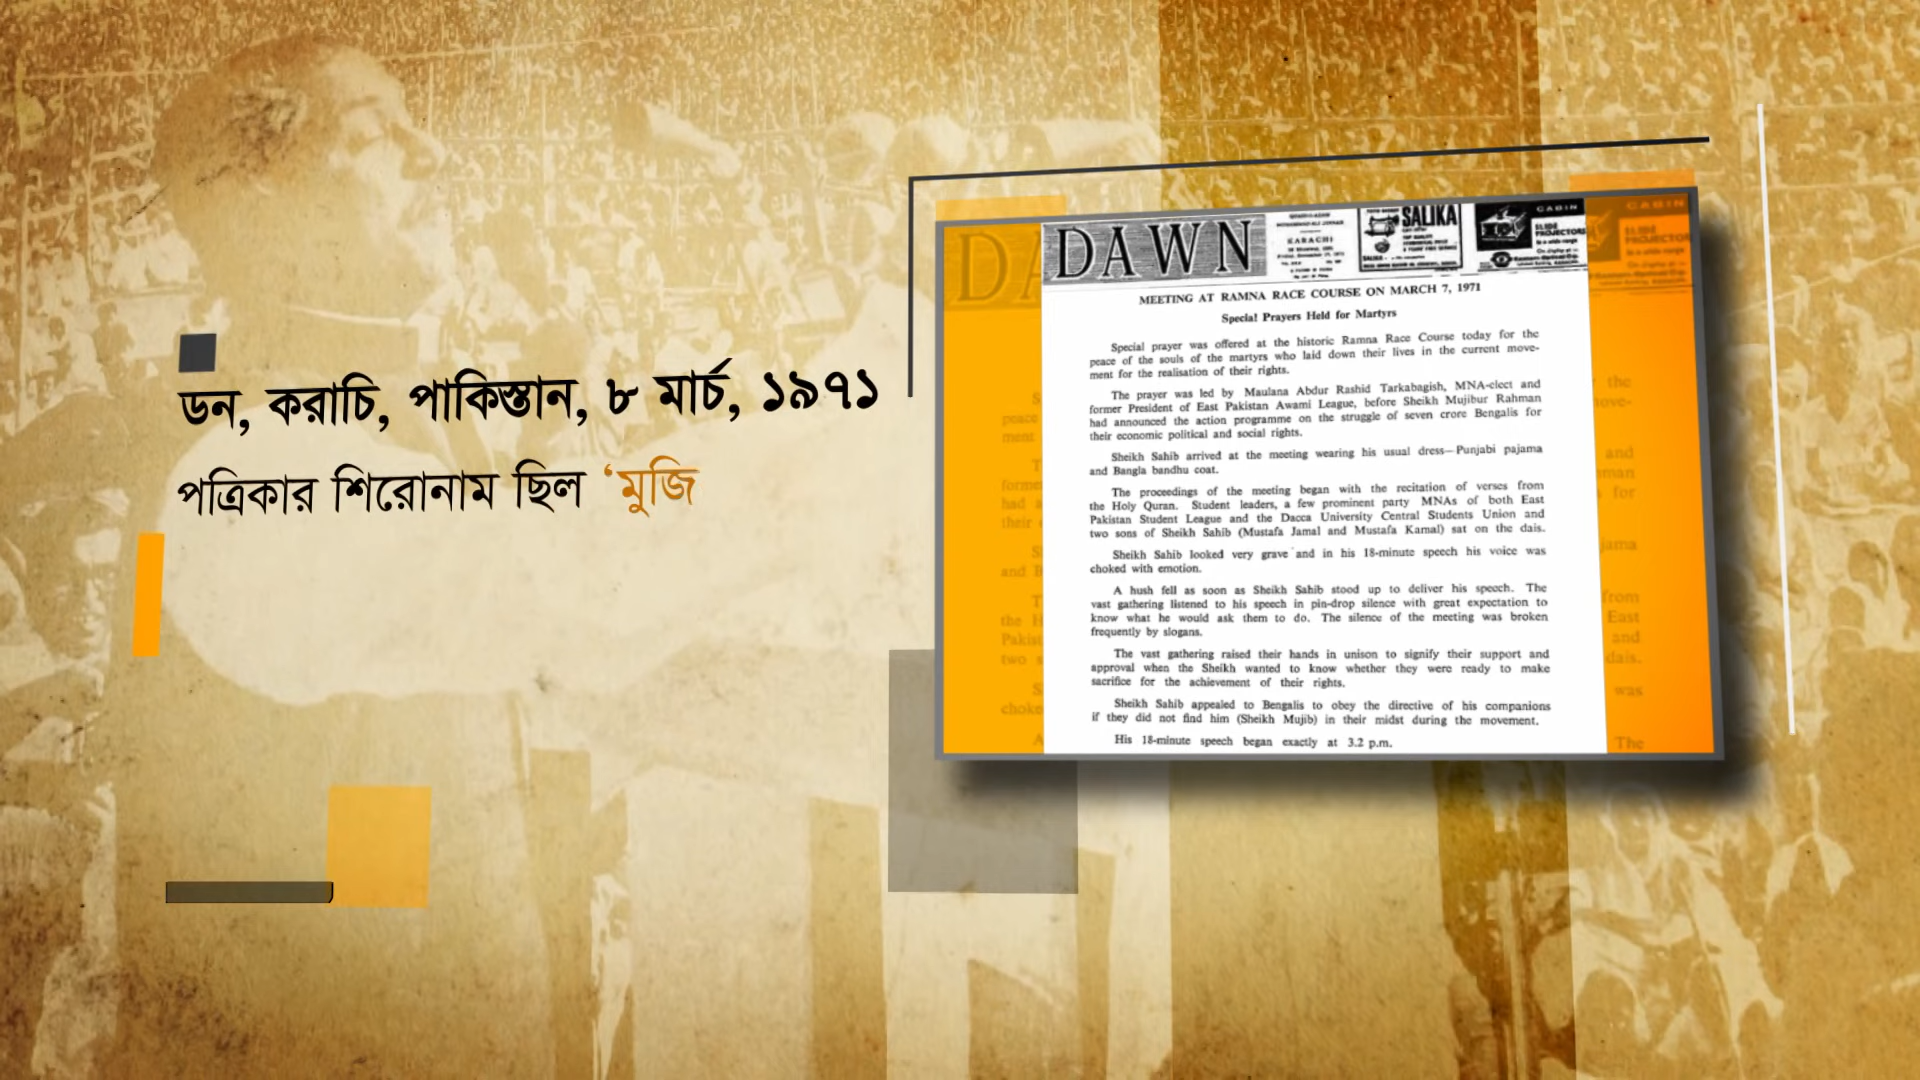 ডন, করাচি, পাকিস্তান, ৮ মার্চ, ১৯৭১
পত্রিকার শিরোনাম ছিল ‘মুজি
DAWN
KARACHI
SALIKA
CABIN
SLIDE
PROJECTORS
MEETING AT RAMNA RACE COURSE ON MARCH 7, 1971
Special Prayers Held for Martyrs
Special prayer was offered at the historic Ramna Race Course today for the
peace of the souls of the martyrs who laid down their lives in the current move-
ment for the realisation of their rights.
The prayer was led by Maulana Abdur Rashid Tarkabagish, MNA-elect and
former President of East Pakistan Awami League, before Sheikh Mujibur Rahman
had announced the action programme on the struggle of seven crore Bengalis for
their economic political and social rights.
Sheikh Sahib arrived at the meeting wearing his usual dress—Punjabi pajama
and Bangla bandhu coat.
The proceedings of the meeting began with the recitation of verses from
the Holy Quran. Student leaders, a few prominent party MNAs of both East
Pakistan Student League and the Dacca University Central Students Union and
two sons of Sheikh Sahib (Mustafa Jamal and Mustafa Kamal) sat on the dais.
Sheikh Sahib looked very grave and in his 18-minute speech his voice was
choked with emotion.
A hush fell as soon as Sheikh Sahib stood up to deliver his speech. The
vast gathering listened to his speech in pin-drop silence with great expectation to
know what he would ask them to do. The silence of the meeting was broken
frequently by slogans.
The vast gathering raised their hands in unison to signify their support and
approval when the Sheikh wanted to know whether they were ready to make
sacrifice for the achievement of their rights.
Sheikh Sahib appealed to Bengalis to obey the directive of his companions
if they did not find him (Sheikh Mujib) in their midst during the movement.
His 18-minute speech began exactly at 3.2 p.m.